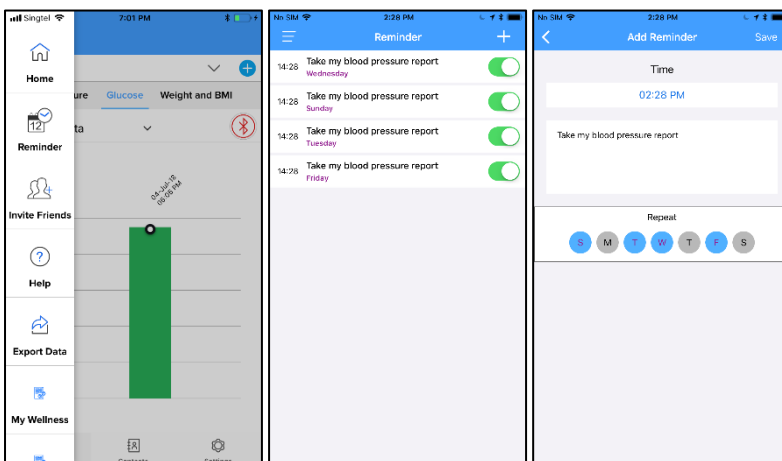 Singtel 7:01 PM
Home
Reminder
12
Invite Friends
Help
Export Data
My Wellness
ure Glucose Weight and BMI
ta
04-Jul-18
06:06 PM
Contacts Settings
No SIM 2:28 PM
Reminder
14:28 Take my blood pressure report
Wednesday
14:28 Take my blood pressure report
Sunday
14:28 Take my blood pressure report
Tuesday
14:28 Take my blood pressure report
Friday
No SIM 2:28 PM
Add Reminder Save
Time
02:28 PM
Take my blood pressure report
Repeat
S M T W T F S